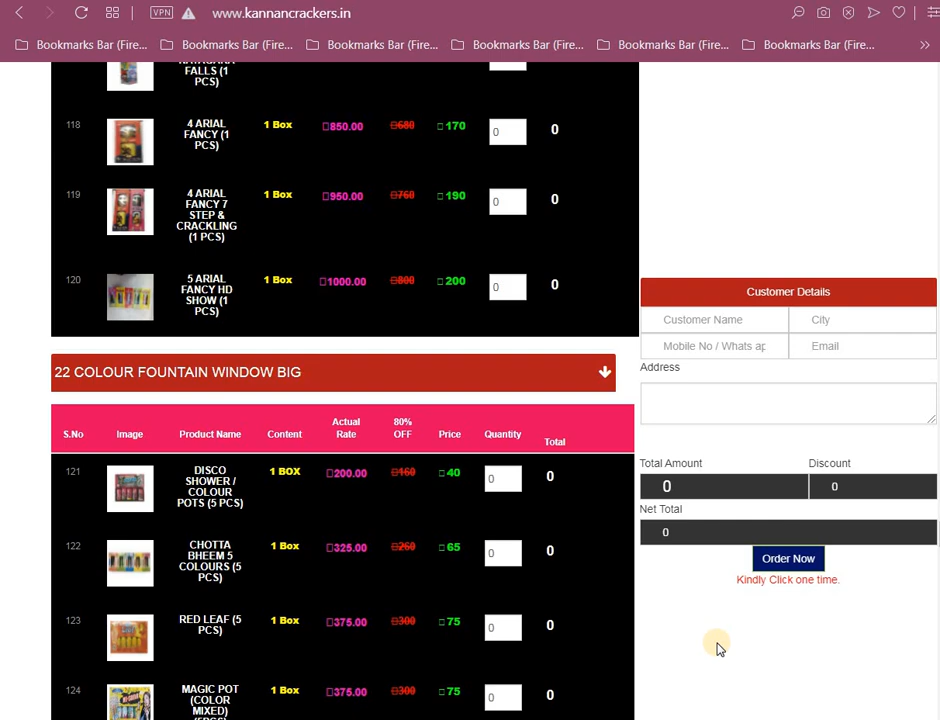 VPN
www.kannancrackers.in
Bookmarks Bar (Fire... Bookmarks Bar (Fire... Bookmarks Bar (Fire... Bookmarks Bar (Fire... Bookmarks Bar (Fire... Bookmarks Bar (Fire...
FALLS (1
PCS)
118 4 ARIAL
FANCY (1
PCS) 1 Box 850.00 680 170 0 0
119 4 ARIAL
FANCY 7
STEP &
CRACKLING
(1 PCS) 1 Box 950.00 760 190 0 0
120 5 ARIAL
FANCY HD
SHOW (1
PCS) 1 Box 1000.00 800 200 0 0
22 COLOUR FOUNTAIN WINDOW BIG
S.No Image Product Name Content Actual
Rate 80%
OFF Price Quantity Total
121 DISCO
SHOWER /
COLOUR
POTS (5 PCS) 1 BOX 200.00 160 40 0 0
122 CHOTTA
BHEEM 5
COLOURS (5
PCS) 1 Box 325.00 260 65 0 0
123 RED LEAF (5
PCS) 1 Box 375.00 300 75 0 0
124 MAGIC POT
(COLOR
MIXED) 1 Box 375.00 300 75 0 0
Customer Details
Customer Name City
Mobile No / Whats ap Email
Address
Total Amount Discount
0 0
Net Total
0
Order Now
Kindly Click one time.